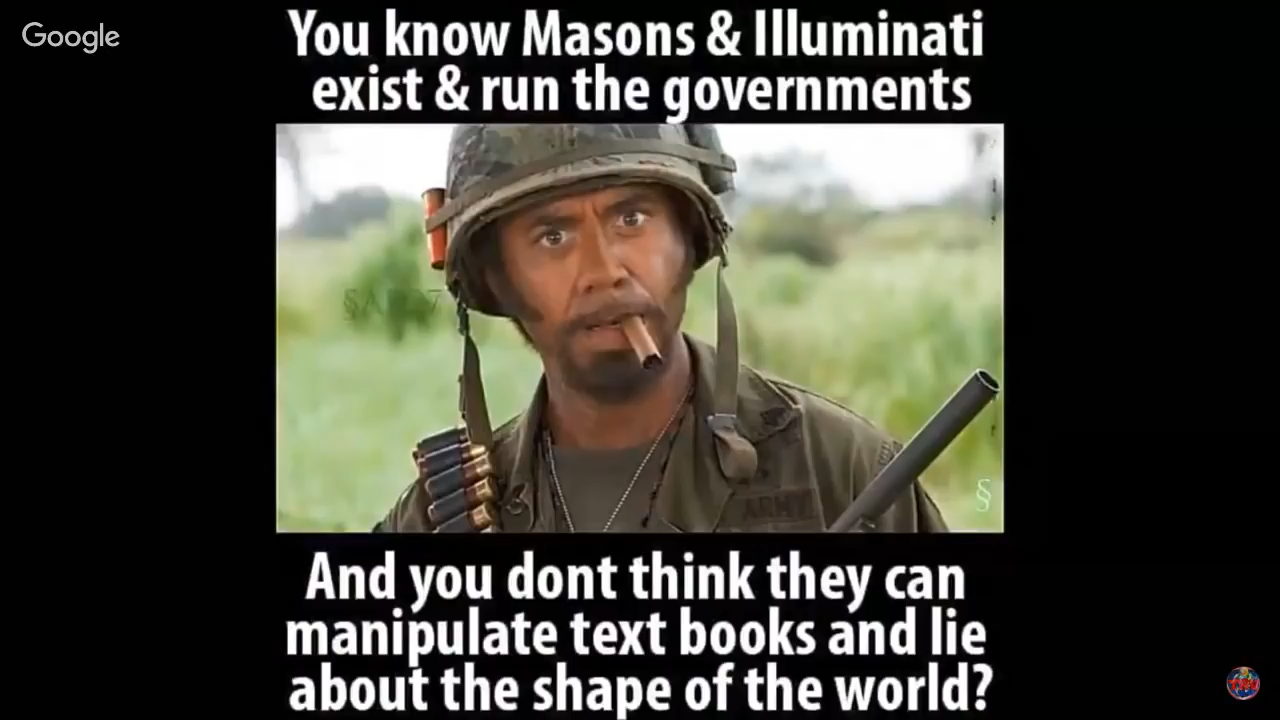 Google
You know Masons & Illuminati
exist & run the governments
ARMY
§
And you dont think they can
manipulate text books and lie
about the shape of the world?